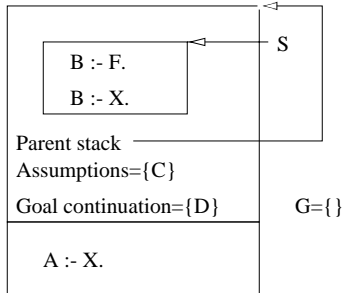 S
B :- F.
B :- X.
Parent stack
Assumptions={C}
Goal continuation={D} G={}
A :- X.